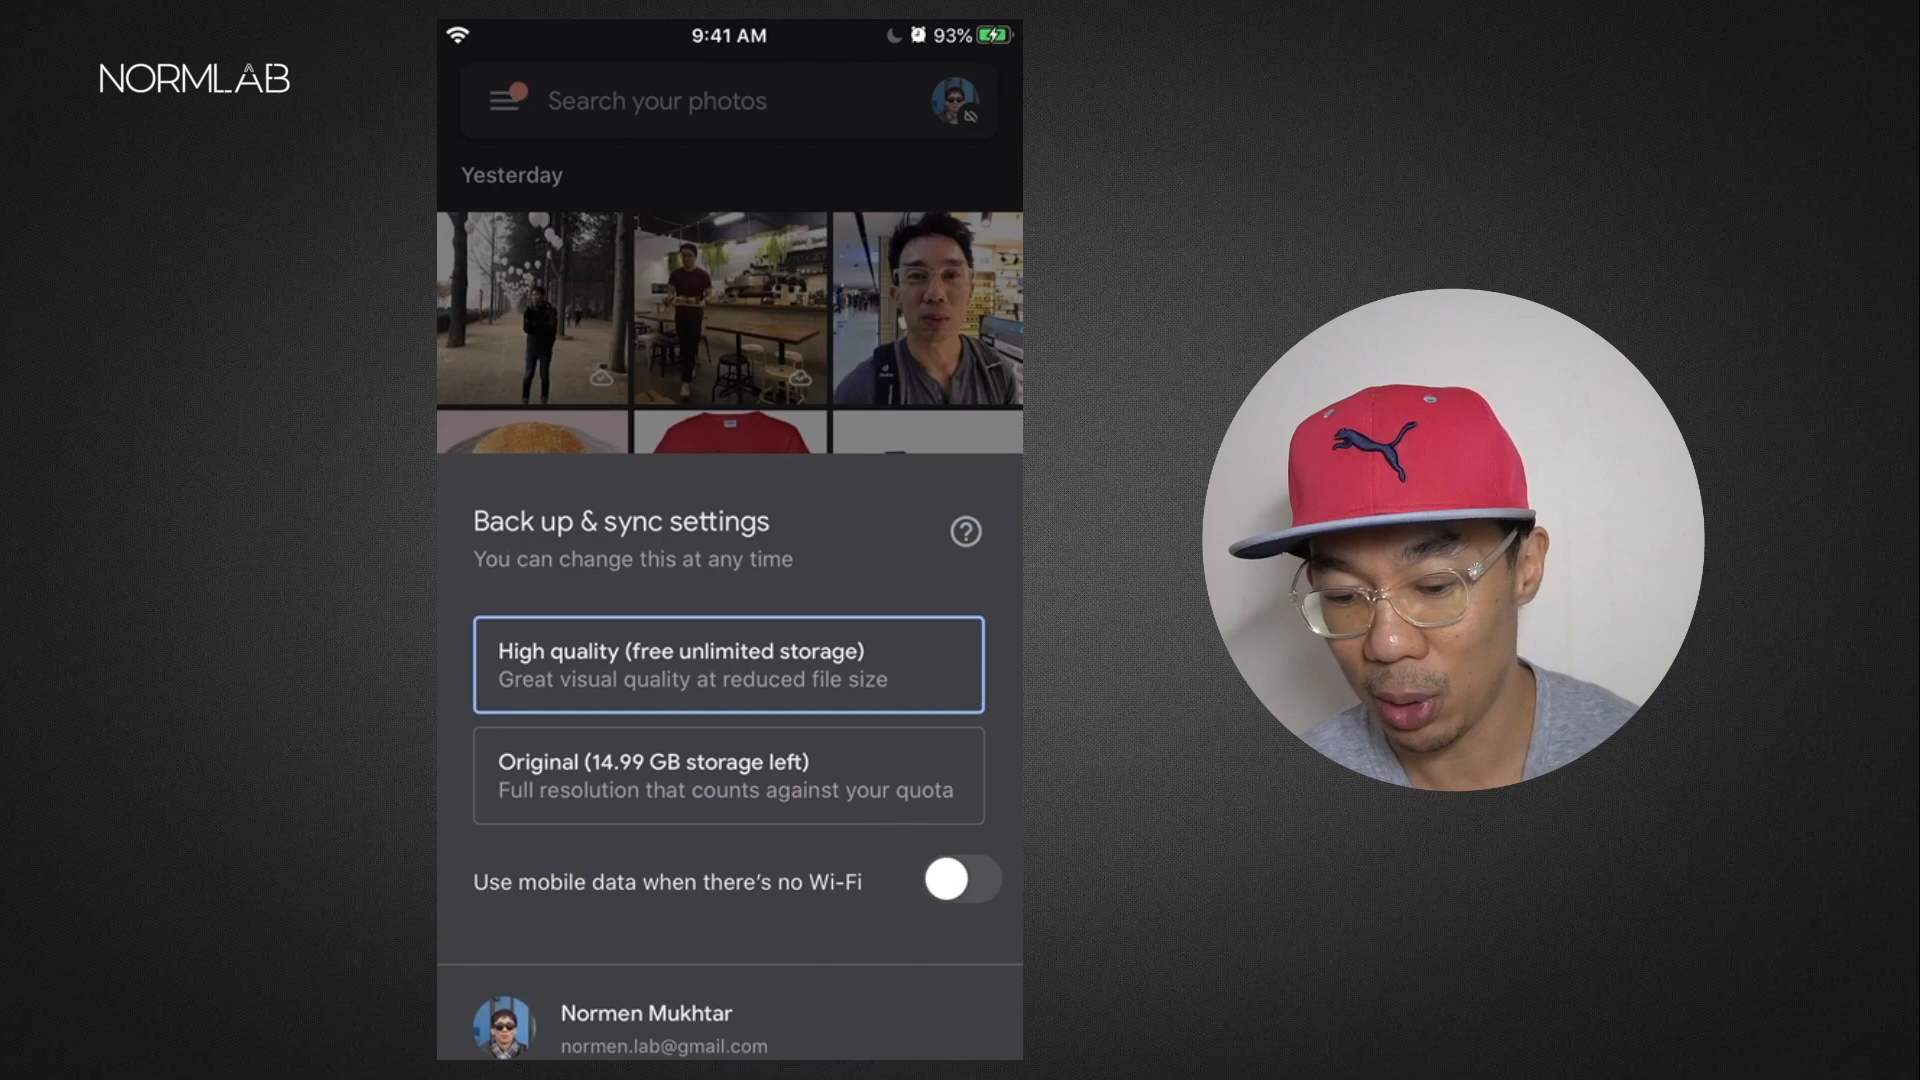 NORMLAB
9:41 AM
93%
Search your photos
Yesterday
Back up & sync settings
You can change this at any time
High quality (free unlimited storage)
Great visual quality at reduced file size
Original (14.99 GB storage left)
Full resolution that counts against your quota
Use mobile data when there's no Wi-Fi
Normen Mukhtar
normen.lab@gmail.com